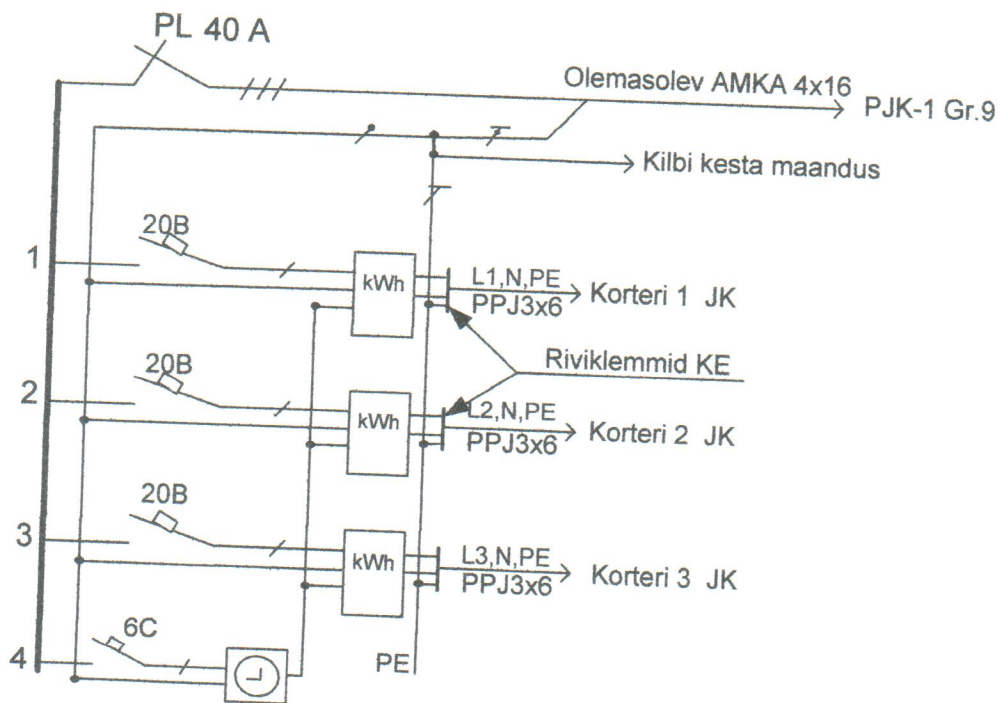 PL 40 A
Olemasolev AMKA 4x16
PJK-1 Gr.9
Kilbi kesta maandus
20B
1
kWh
L1,N,PE
PPJ3x6
Korteri 1 JK
Riviklemmid KE
20B
2
kWh
L2,N,PE
PPJ3x6
Korteri 2 JK
20B
3
kWh
L3,N,PE
PPJ3x6
Korteri 3 JK
6C
4
PE